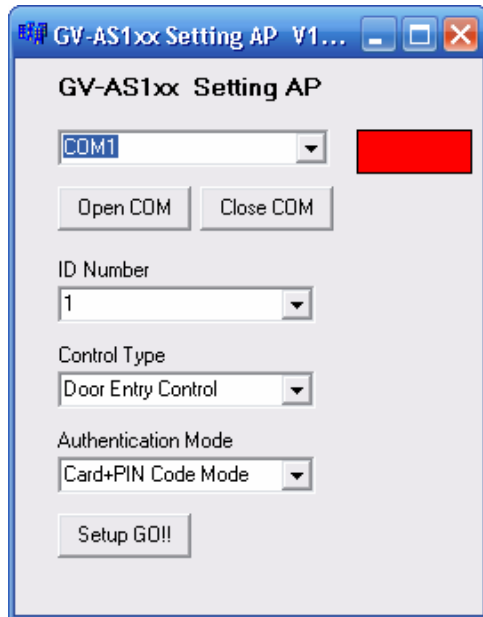 GV-AS1xx Setting AP V1...
GV-AS1xx Setting AP
COM1
Open COM Close COM
ID Number
1
Control Type
Door Entry Control
Authentication Mode
Card+PIN Code Mode
Setup GO!!